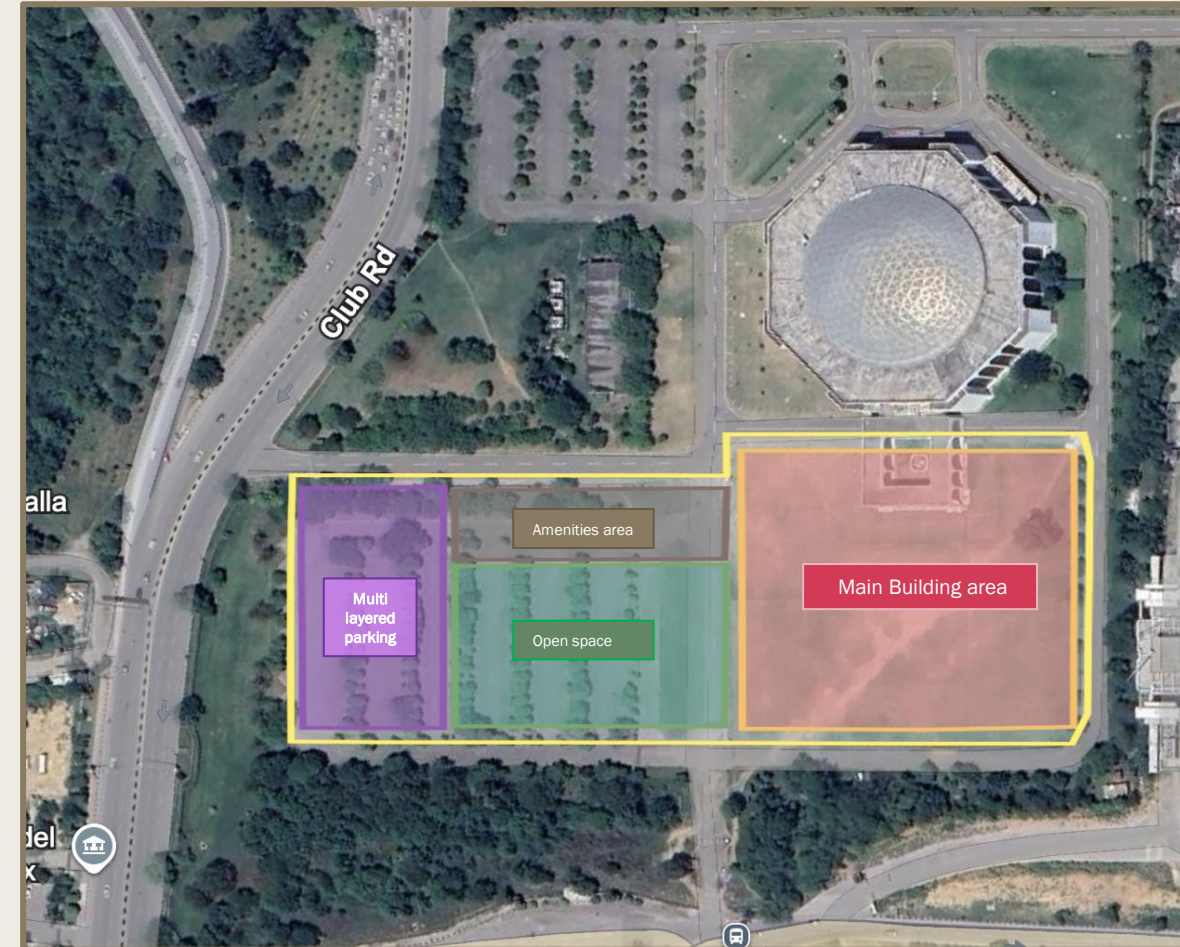 Club Rd
alla
Amenities area
Main Building area
Multi
layered
parking
Open space
del
x